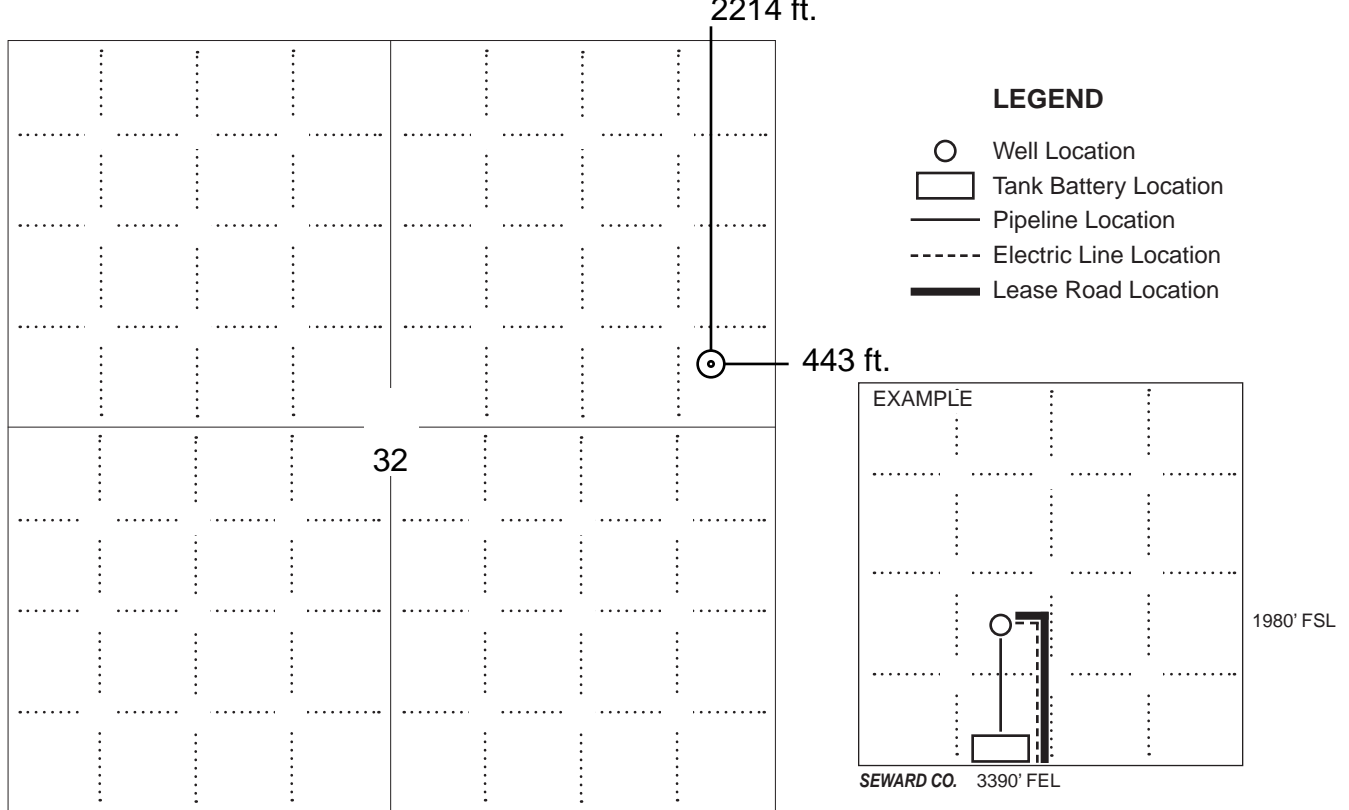 2214 ft.
LEGEND
Well Location
Tank Battery Location
Pipeline Location
Electric Line Location
Lease Road Location
443 ft.
EXAMPLE
32
1980' FSL
SEWARD CO. 3390' FEL